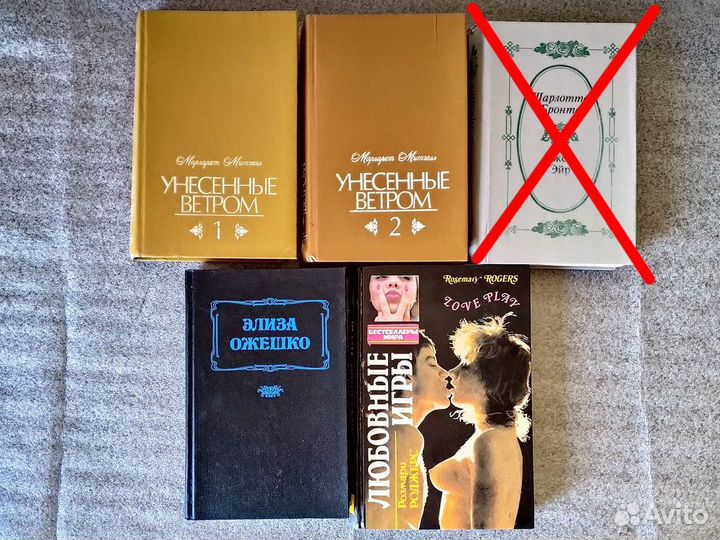 Маргарет Митчелл
УНЕСЕННЫЕ
ВЕТРОМ
1
Маргарет Митчелл
УНЕСЕННЫЕ
ВЕТРОМ
2
Шарлотта
Бронте
Эйр
ЭЛИЗА
ОЖЕШКО
Rosemary • ROGERS
LOVE PLAY
БЕСТСЕЛЛЕРЫ
МИРА
ЛЮБОВНЫЕ
ИГРЫ
Розмари
РОДЖЕРС
Avito